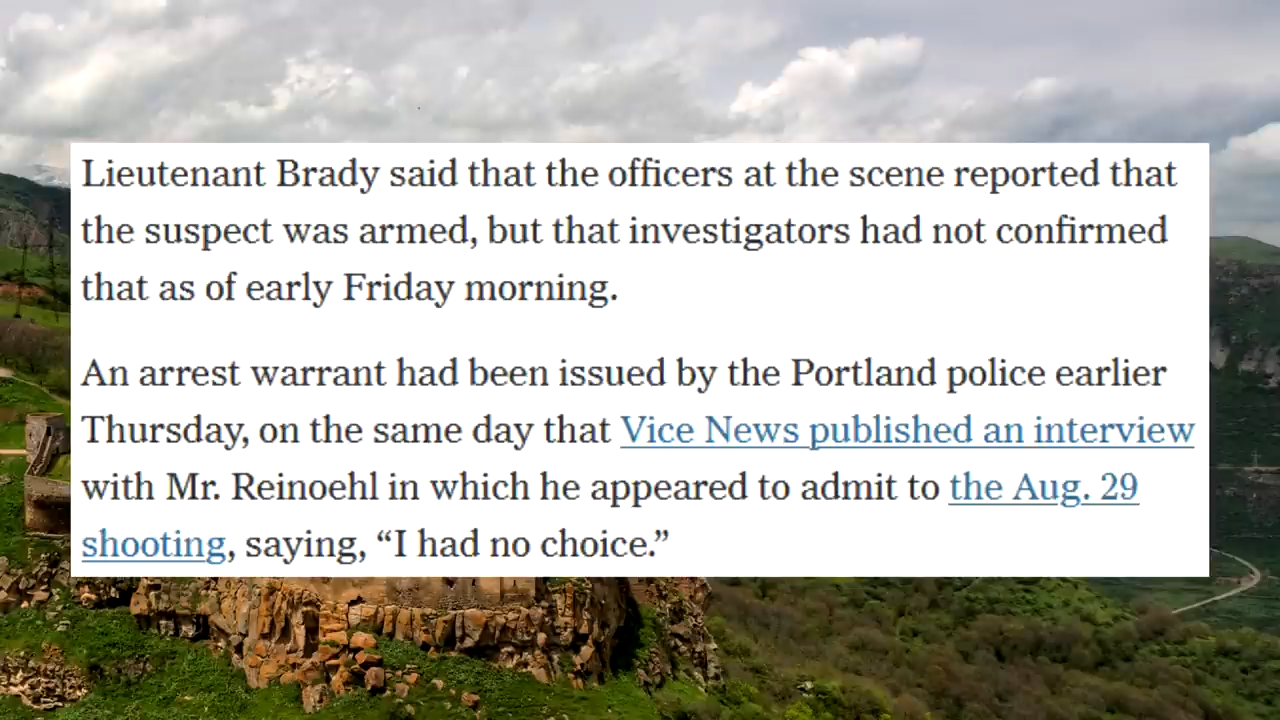 Lieutenant Brady said that the officers at the scene reported that
the suspect was armed, but that investigators had not confirmed
that as of early Friday morning.
An arrest warrant had been issued by the Portland police earlier
Thursday, on the same day that Vice News published an interview
with Mr. Reinoehl in which he appeared to admit to the Aug. 29
shooting, saying, “I had no choice.”